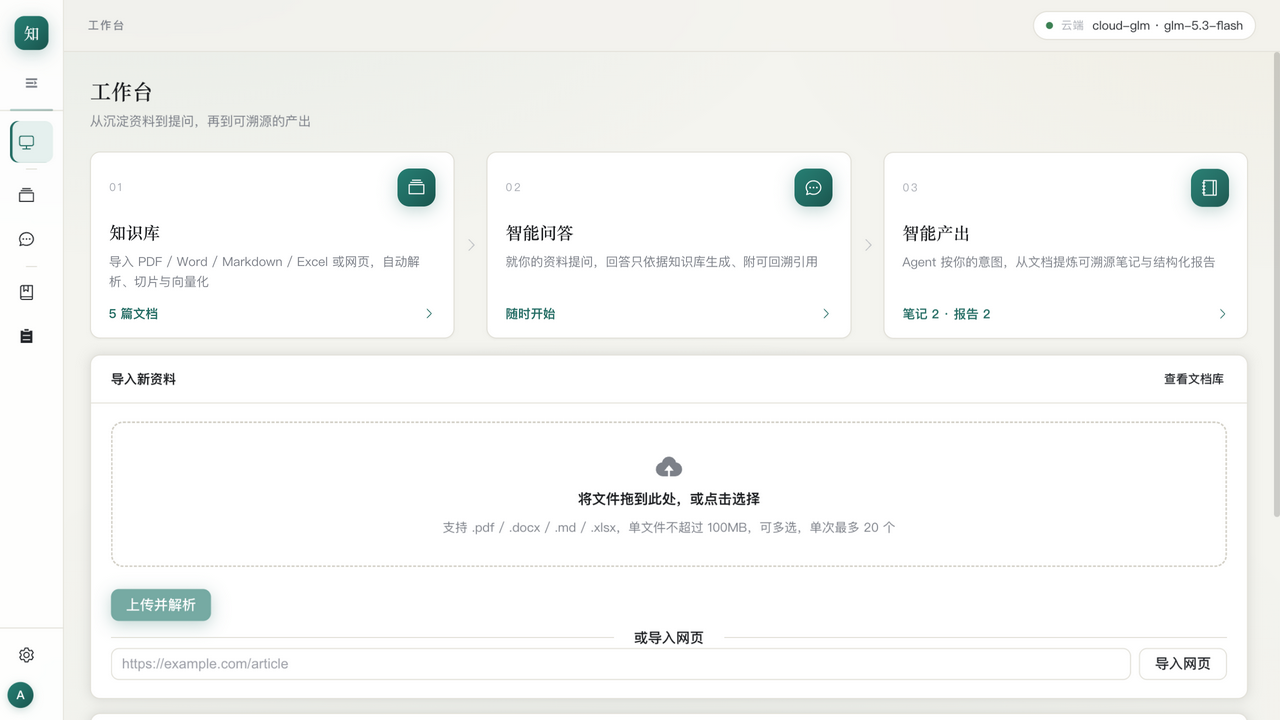 知
工作台
云端 cloud-glm · glm-5.3-flash
工作台
从沉淀资料到提问，再到可溯源的产出
01
知识库
导入 PDF / Word / Markdown / Excel 或网页，自动解
析、切片与向量化
5 篇文档
02
智能问答
就你的资料提问，回答只依据知识库生成、附可回溯引用
随时开始
03
智能产出
Agent 按你的意图，从文档提炼可溯源笔记与结构化报告
笔记 2 · 报告 2
导入新资料
查看文档库
将文件拖到此处，或点击选择
支持 .pdf / .docx / .md / .xlsx，单文件不超过 100MB，可多选，单次最多 20 个
上传并解析
或导入网页
https://example.com/article
导入网页
A